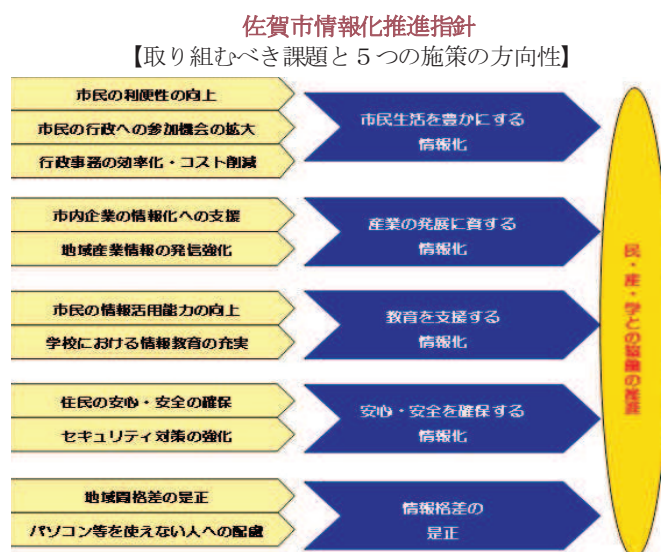 佐賀市情報化推進指針
【取り組むべき課題と５つの施策の方向性】
市民の利便性の向上
市民の行政への参加機会の拡大
行政事務の効率化・コスト削減
市民生活を豊かにする
情報化
市内企業の情報化への支援
地域産業情報の発信強化
産業の発展に資する
情報化
市民の情報活用能力の向上
学校における情報教育の充実
教育を支援する
情報化
住民の安心・安全の確保
セキュリティ対策の強化
安心・安全を確保する
情報化
地域間格差の是正
パソコン等を使えない人への配慮
情報格差の
是正
民・産・学との協働の推進